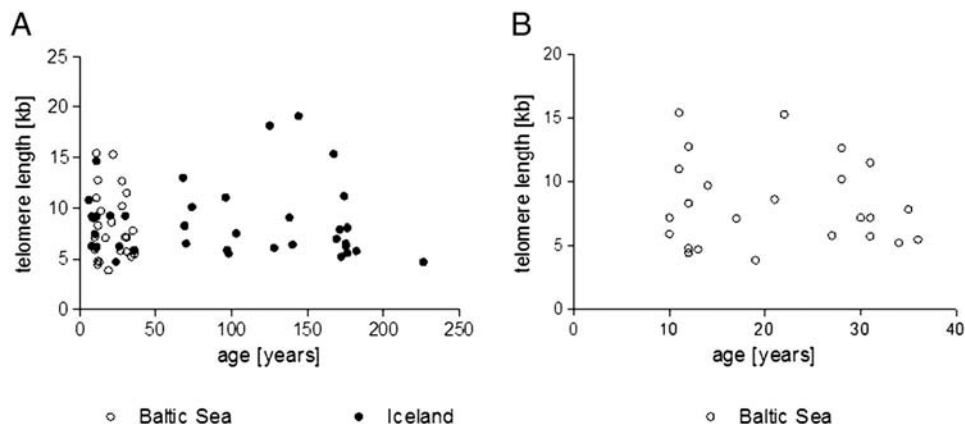 A
telomere length [kb]
25
20
15
10
5
0
0 50 100 150 200 250
age [years]
Baltic Sea Iceland
B
telomere length [kb]
20
15
10
5
0
0 10 20 30 40
age [years]
Baltic Sea